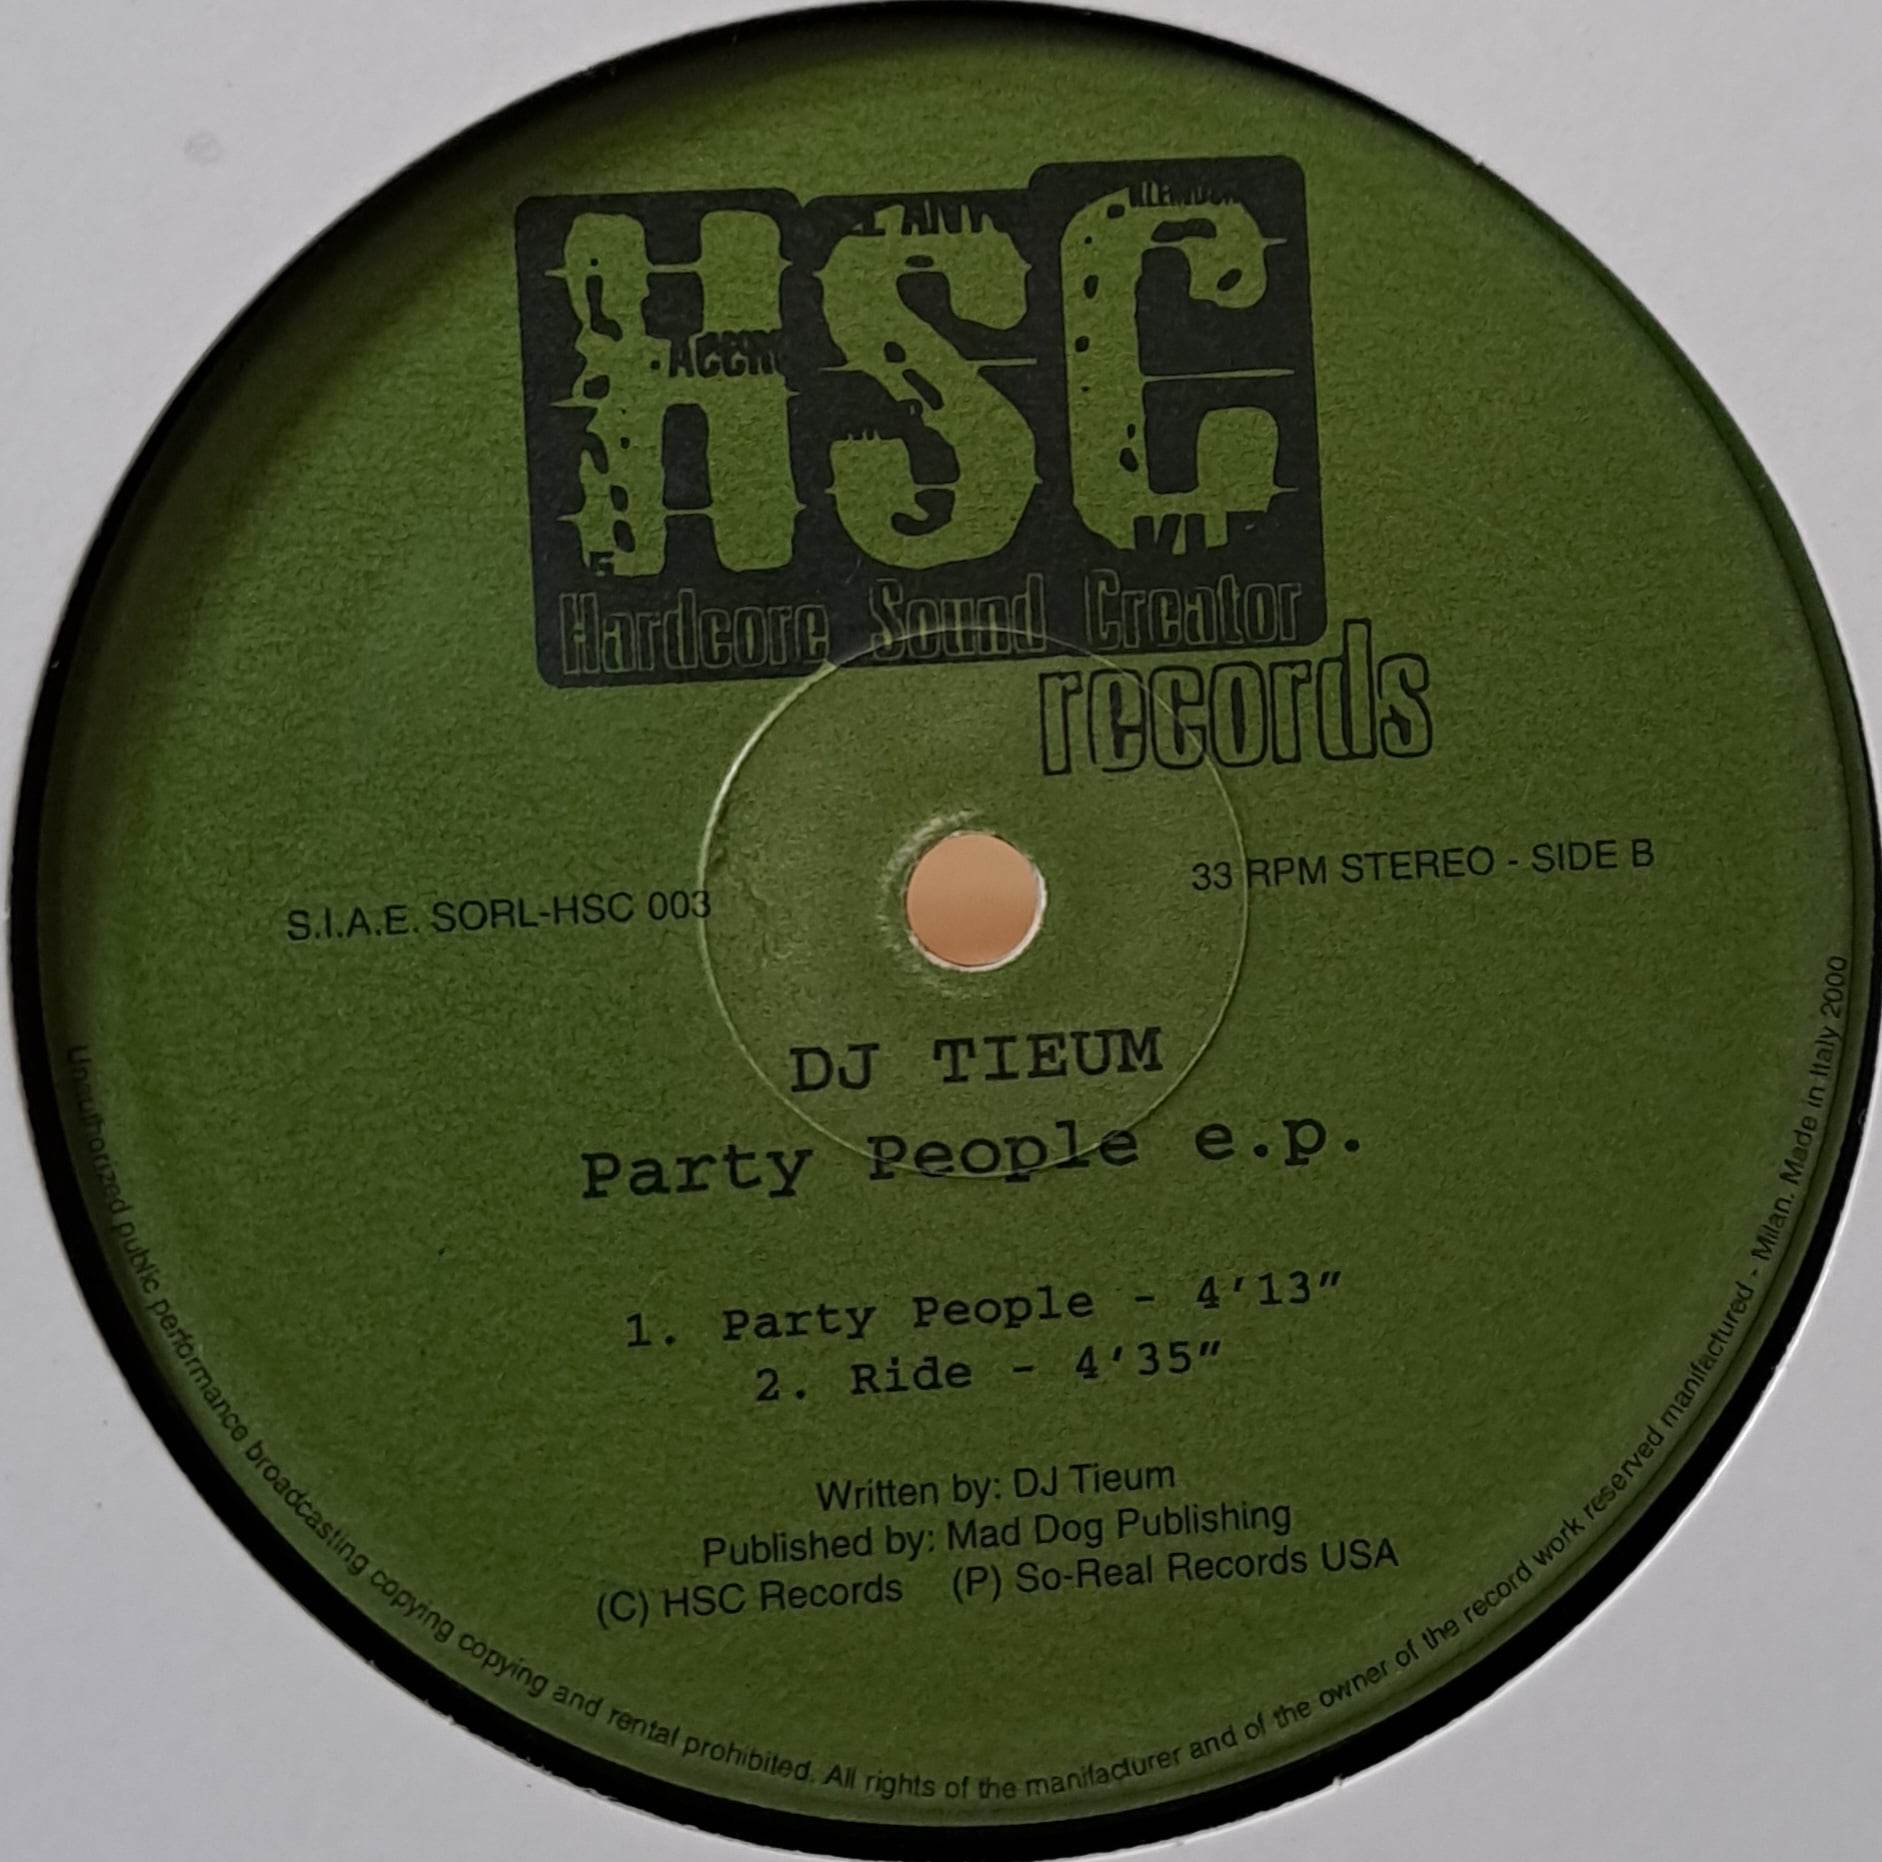 HSC
Hardcore Sound Creator
records
S.I.A.E. SORL-HSC 003
33 RPM STEREO - SIDE B
DJ TIEUM
Party People e.p.
1. Party People - 4'13"
2. Ride - 4'35"
Written by: DJ Tieum
Published by: Mad Dog Publishing
(C) HSC Records (P) So-Real Records USA
Unauthorized public performance broadcasting copying copying and rental prohibited. All rights of the manifacturer and of the owner of the record work reserved manifactured - Milan. Made in Italy 2000